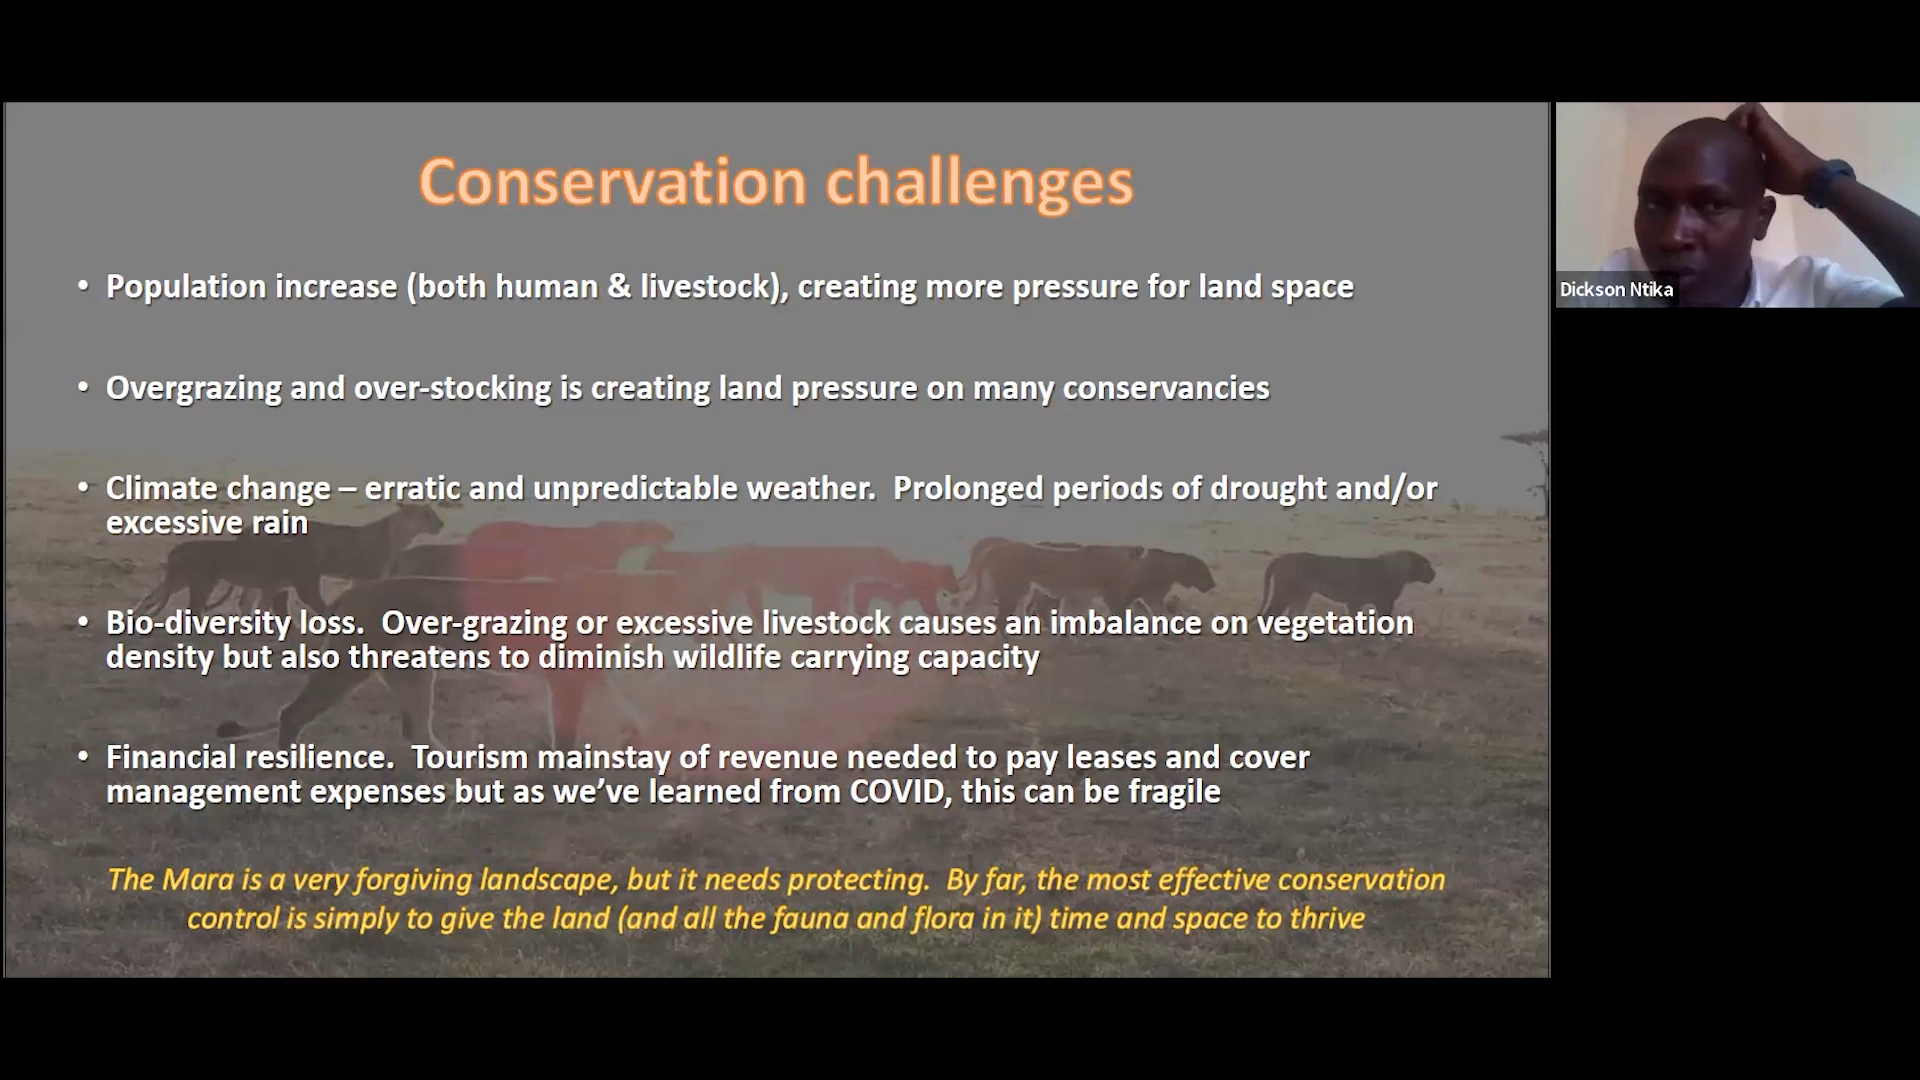 Conservation challenges
• Population increase (both human & livestock), creating more pressure for land space
• Overgrazing and over-stocking is creating land pressure on many conservancies
• Climate change – erratic and unpredictable weather.  Prolonged periods of drought and/or
excessive rain
• Bio-diversity loss.  Over-grazing or excessive livestock causes an imbalance on vegetation
density but also threatens to diminish wildlife carrying capacity
• Financial resilience.  Tourism mainstay of revenue needed to pay leases and cover
management expenses but as we’ve learned from COVID, this can be fragile
The Mara is a very forgiving landscape, but it needs protecting.  By far, the most effective conservation
control is simply to give the land (and all the fauna and flora in it) time and space to thrive
Dickson Ntika